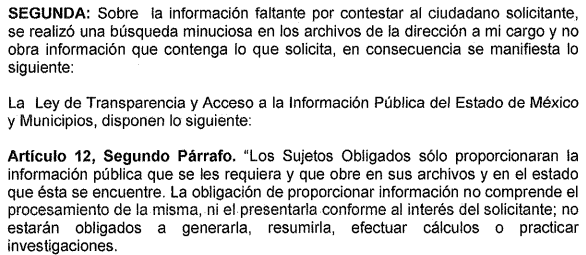 SEGUNDA: Sobre la información faltante por contestar al ciudadano solicitante,
se realizó una búsqueda minuciosa en los archivos de la dirección a mi cargo y no
obra información que contenga lo que solicita, en consecuencia se manifiesta lo
siguiente:
La Ley de Transparencia y Acceso a la Información Pública del Estado de México
y Municipios, disponen lo siguiente:
Artículo 12, Segundo Párrafo. “Los Sujetos Obligados sólo proporcionaran la
información pública que se les requiera y que obre en sus archivos y en el estado
que ésta se encuentre. La obligación de proporcionar información no comprende el
procesamiento de la misma, ni el presentarla conforme al interés del solicitante; no
estarán obligados a generarla, resumirla, efectuar cálculos o practicar
investigaciones.